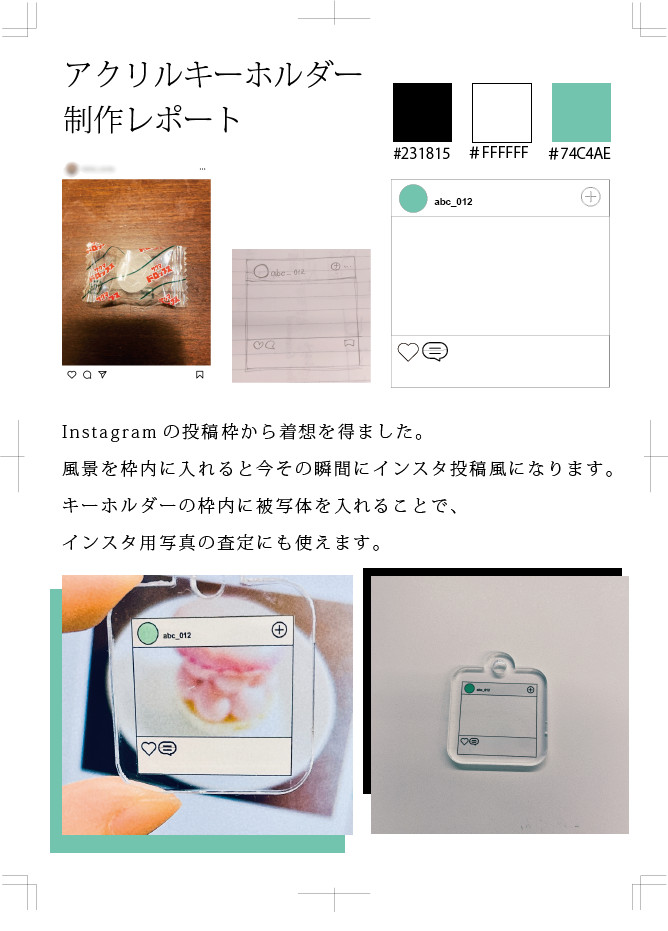 アクリルキーホルダー
制作レポート
#231815
#FFFFFF
#74C4AE
abc_012
abc_012
Instagramの投稿枠から着想を得ました。
風景を枠内に入れると今その瞬間にインスタ投稿風になります。
キーホルダーの枠内に被写体を入れることで、
インスタ用写真の査定にも使えます。
abc_012
abc_012